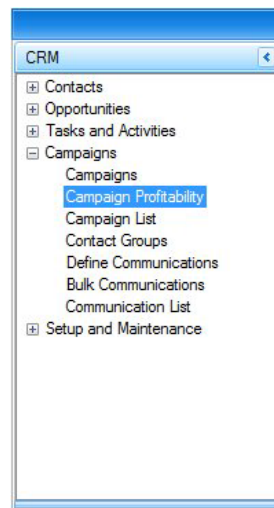 CRM
Contacts
Opportunities
Tasks and Activities
Campaigns
Campaigns
Campaign Profitability
Campaign List
Contact Groups
Define Communications
Bulk Communications
Communication List
Setup and Maintenance